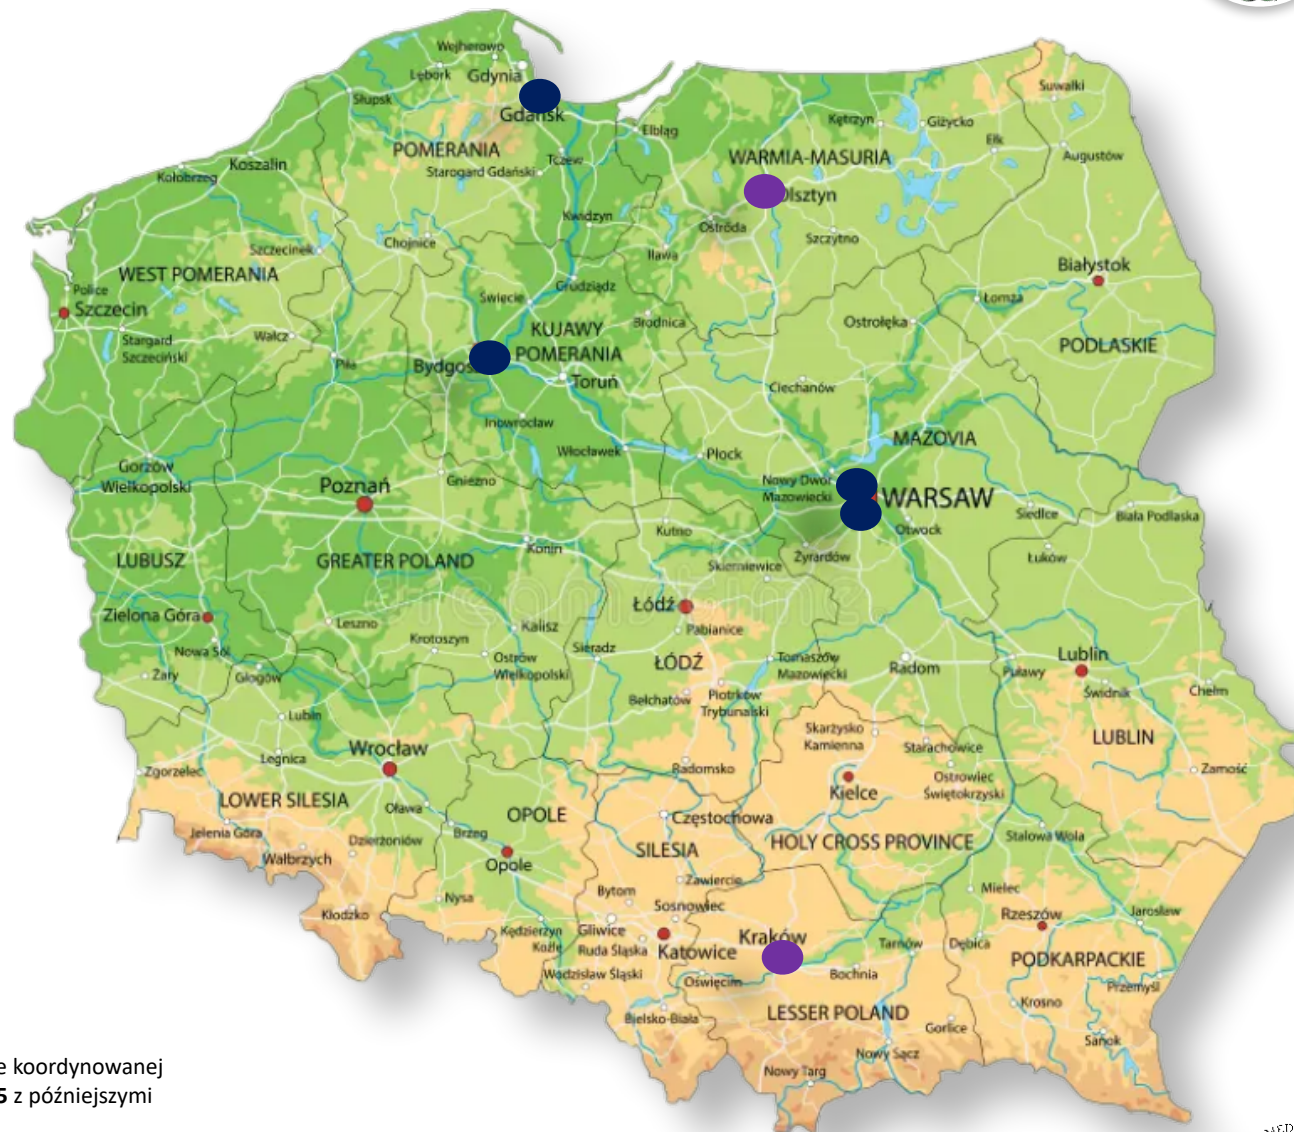 Wejherowo
Lębork
Gdynia
Suwałki
Słupsk
Gdańsk
Kętrzyn
Giżycko
Elbląg
Ełk
POMERANIA
WARMIA-MASURIA
Augustów
Koszalin
Tczew
Kołobrzeg
Starogard Gdański
lsztyn
Kwidzyn
Ostróda
Szczytno
Chojnice
Szczecinek
Iława
Białystok
WEST POMERANIA
Police
Grudziądz
Świecie
Łomża
Szczecin
Brodnica
Ostrołęka
KUJAWY
POMERANIA
Wałcz
Stargard
Szczeciński
PODLASKIE
Piła
Bydgos
Toruń
Ciechanów
Inowrocław
MAZOVIA
Włocławek
Płock
Gorzów
Wielkopolski
Poznań
Gniezno
Nowy Dwór
Mazowiecki
WARSAW
Siedlce
Biała Podlaska
Kutno
Otwock
Konin
Żyrardów
Łuków
LUBUSZ
GREATER POLAND
Skierniewice
dreamstime
Łódź
Zielona Góra
Leszno
Kalisz
Pabianice
Krotoszyn
Nowa Sól
Sieradz
Lublin
Ostrów
Wielkopolski
ŁÓDŹ
Tomaszów
Mazowiecki
Radom
Puławy
Żary
Głogów
Świdnik
Chełm
Bełchatów
Piotrków
Trybunalski
Lubin
Skarżysko
Kamienna
Starachowice
LUBLIN
Wrocław
Legnica
Zgorzelec
Radomsko
Zamość
Ostrowiec
Świętokrzyski
Kielce
LOWER SILESIA
Oława
OPOLE
Częstochowa
Jelenia Góra
Dzierżoniów
Brzeg
Stalowa Wola
HOLY CROSS PROVINCE
SILESIA
Wałbrzych
Opole
Zawiercie
Bytom
Mielec
Nysa
Sosnowiec
Kłodzko
Rzeszów
Jarosław
Kędzierzyn
Koźle
Gliwice
Kraków
Ruda Śląska
Katowice
Tarnów
Dębica
PODKARPACKIE
Wodzisław Śląski
Oświęcim
Bochnia
Przemyśl
Krosno
Bielsko-Biała
LESSER POLAND
Gorlice
Sanok
Nowy Sącz
Nowy Targ
e koordynowanej
5 z późniejszymi